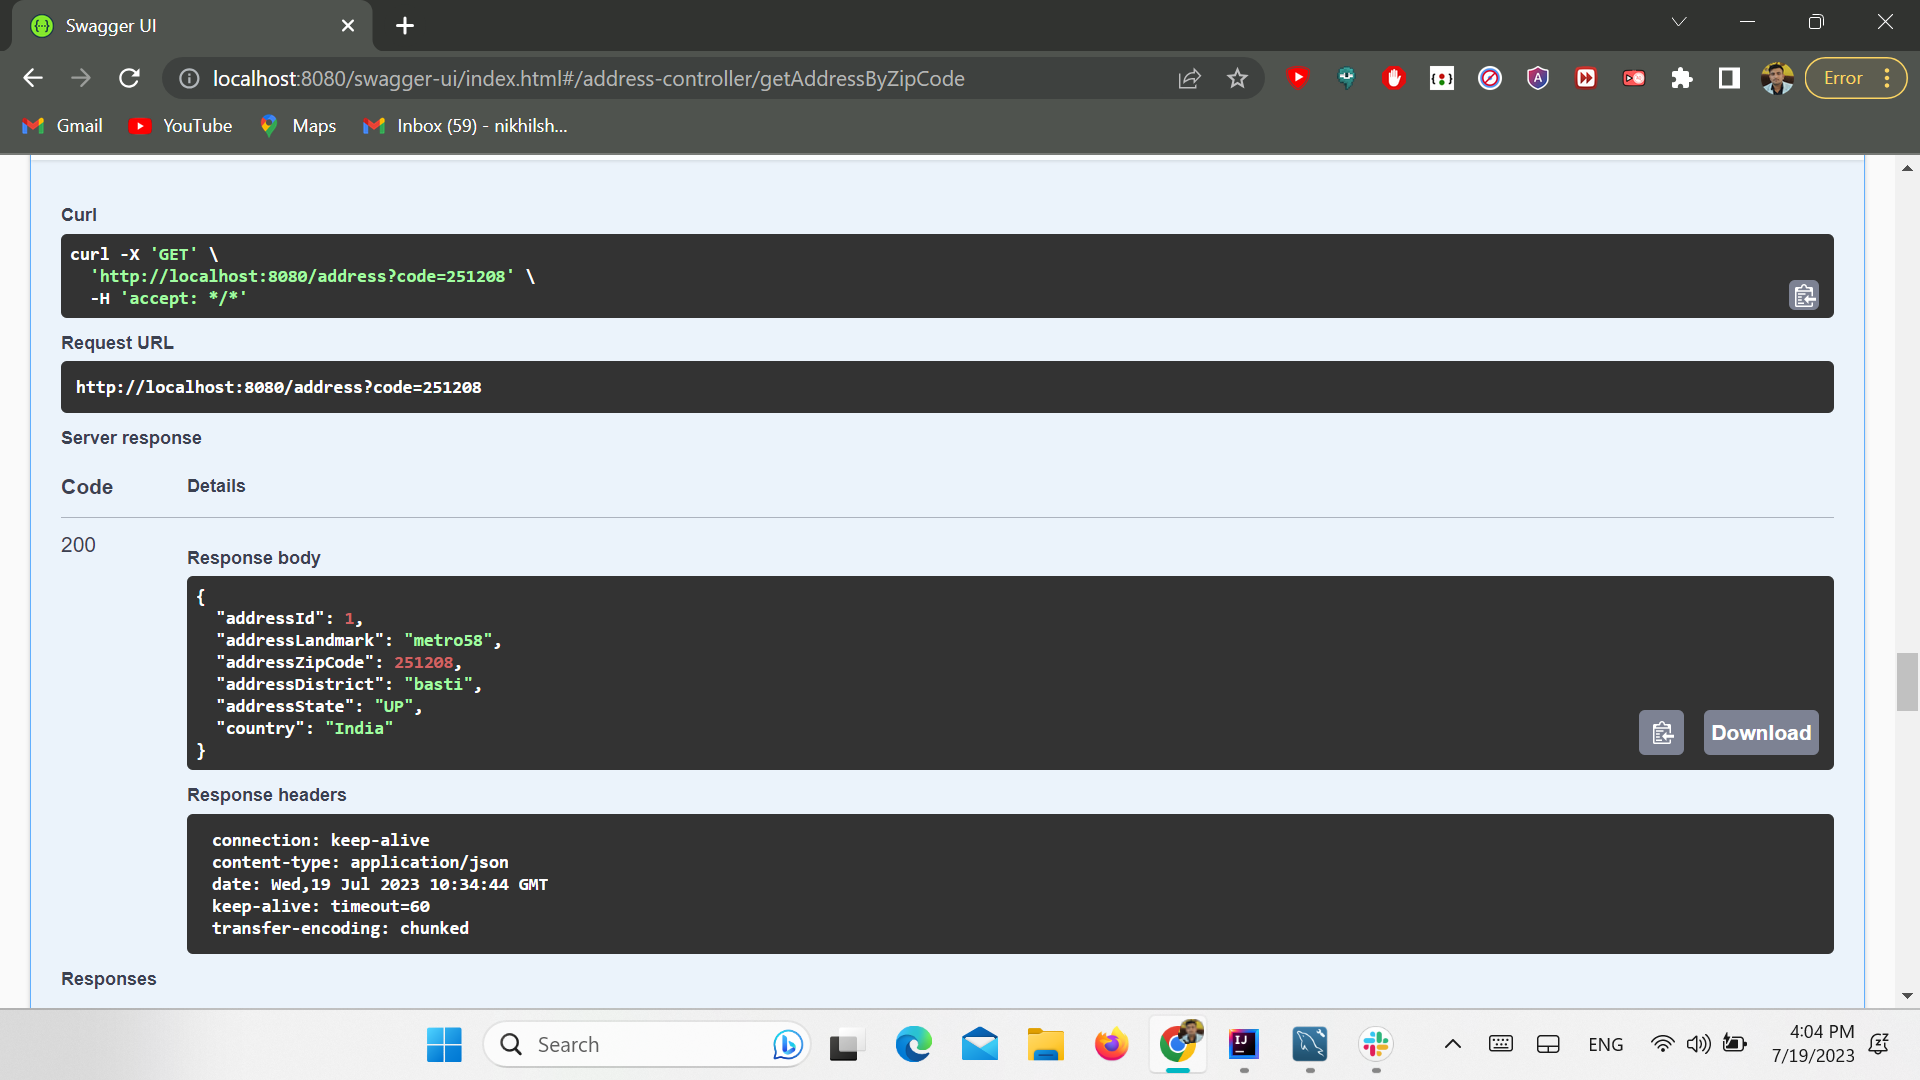 Swagger UI
localhost:8080/swagger-ui/index.html#/address-controller/getAddressByZipCode
Error
Gmail
YouTube
Maps
Inbox (59) - nikhilsh...
Curl
curl -X 'GET' \
'http://localhost:8080/address?code=251208' \
-H 'accept: */*'
Request URL
http://localhost:8080/address?code=251208
Server response
Code Details
200
Response body
{
"addressId": 1,
"addressLandmark": "metro58",
"addressZipCode": 251208,
"addressDistrict": "basti",
"addressState": "UP",
"country": "India"
}
Download
Response headers
connection: keep-alive
content-type: application/json
date: Wed,19 Jul 2023 10:34:44 GMT
keep-alive: timeout=60
transfer-encoding: chunked
Responses
Search
IJ
ENG
4:04 PM
7/19/2023